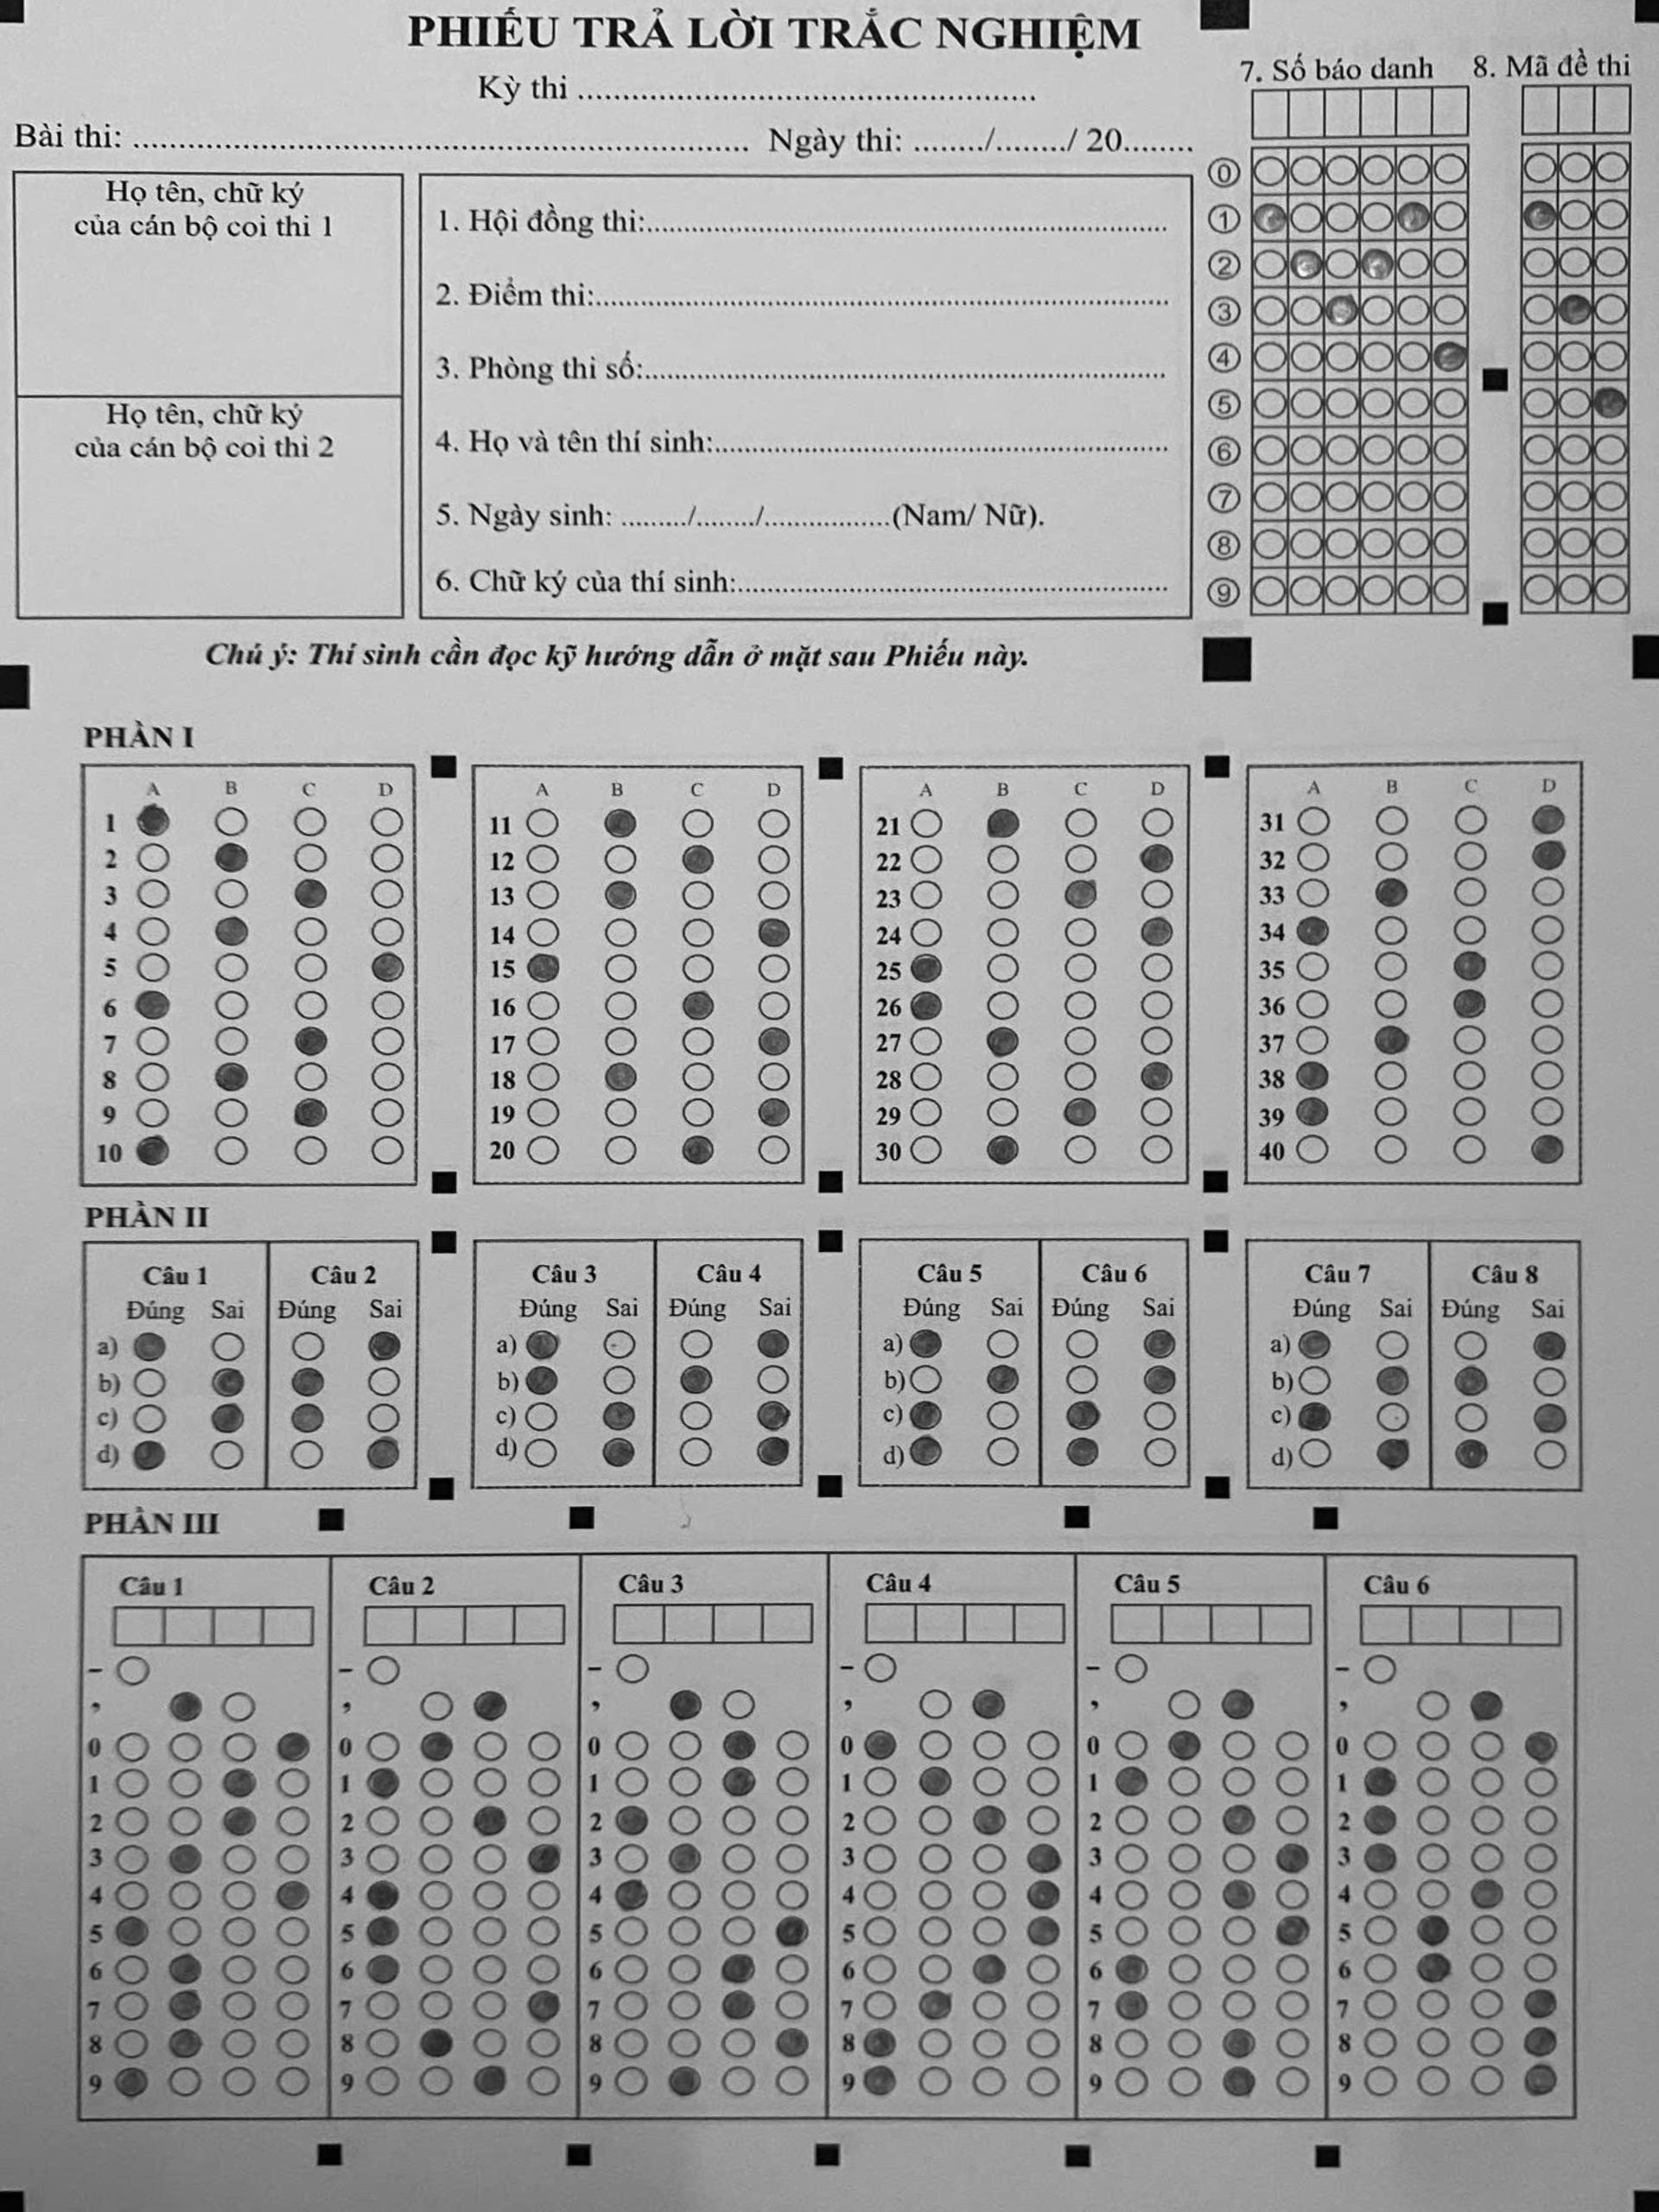 PHIẾU TRẢ LỜI TRẮC NGHIỆM
Kỳ thi ....................................................
Bài thi: ...................................................................... Ngày thi: ......../......../ 20........
7. Số báo danh 8. Mã đề thi
Họ tên, chữ ký
của cán bộ coi thi 1
Họ tên, chữ ký
của cán bộ coi thi 2
1. Hội đồng thi:............................................................
2. Điểm thi:..................................................................
3. Phòng thi số:............................................................
4. Họ và tên thí sinh:....................................................
5. Ngày sinh: ........./......../................(Nam/ Nữ).
6. Chữ ký của thí sinh:.................................................
0
1
2
3
4
5
6
7
8
9
Chú ý: Thí sinh cần đọc kỹ hướng dẫn ở mặt sau Phiếu này.
PHẦN I
A B C D A B C D A B C D A B C D
1 11 21 31
2 12 22 32
3 13 23 33
4 14 24 34
5 15 25 35
6 16 26 36
7 17 27 37
8 18 28 38
9 19 29 39
10 20 30 40
PHẦN II
Câu 1 Câu 2 Câu 3 Câu 4 Câu 5 Câu 6 Câu 7 Câu 8
Đúng Sai Đúng Sai Đúng Sai Đúng Sai Đúng Sai Đúng Sai Đúng Sai Đúng Sai
a) a) a) a)
b) b) b) b)
c) c) c) c)
d) d) d) d)
PHẦN III
Câu 1 Câu 2 Câu 3 Câu 4 Câu 5 Câu 6
- - - - - -
, , , , , ,
0 0 0 0 0 0
1 1 1 1 1 1
2 2 2 2 2 2
3 3 3 3 3 3
4 4 4 4 4 4
5 5 5 5 5 5
6 6 6 6 6 6
7 7 7 7 7 7
8 8 8 8 8 8
9 9 9 9 9 9